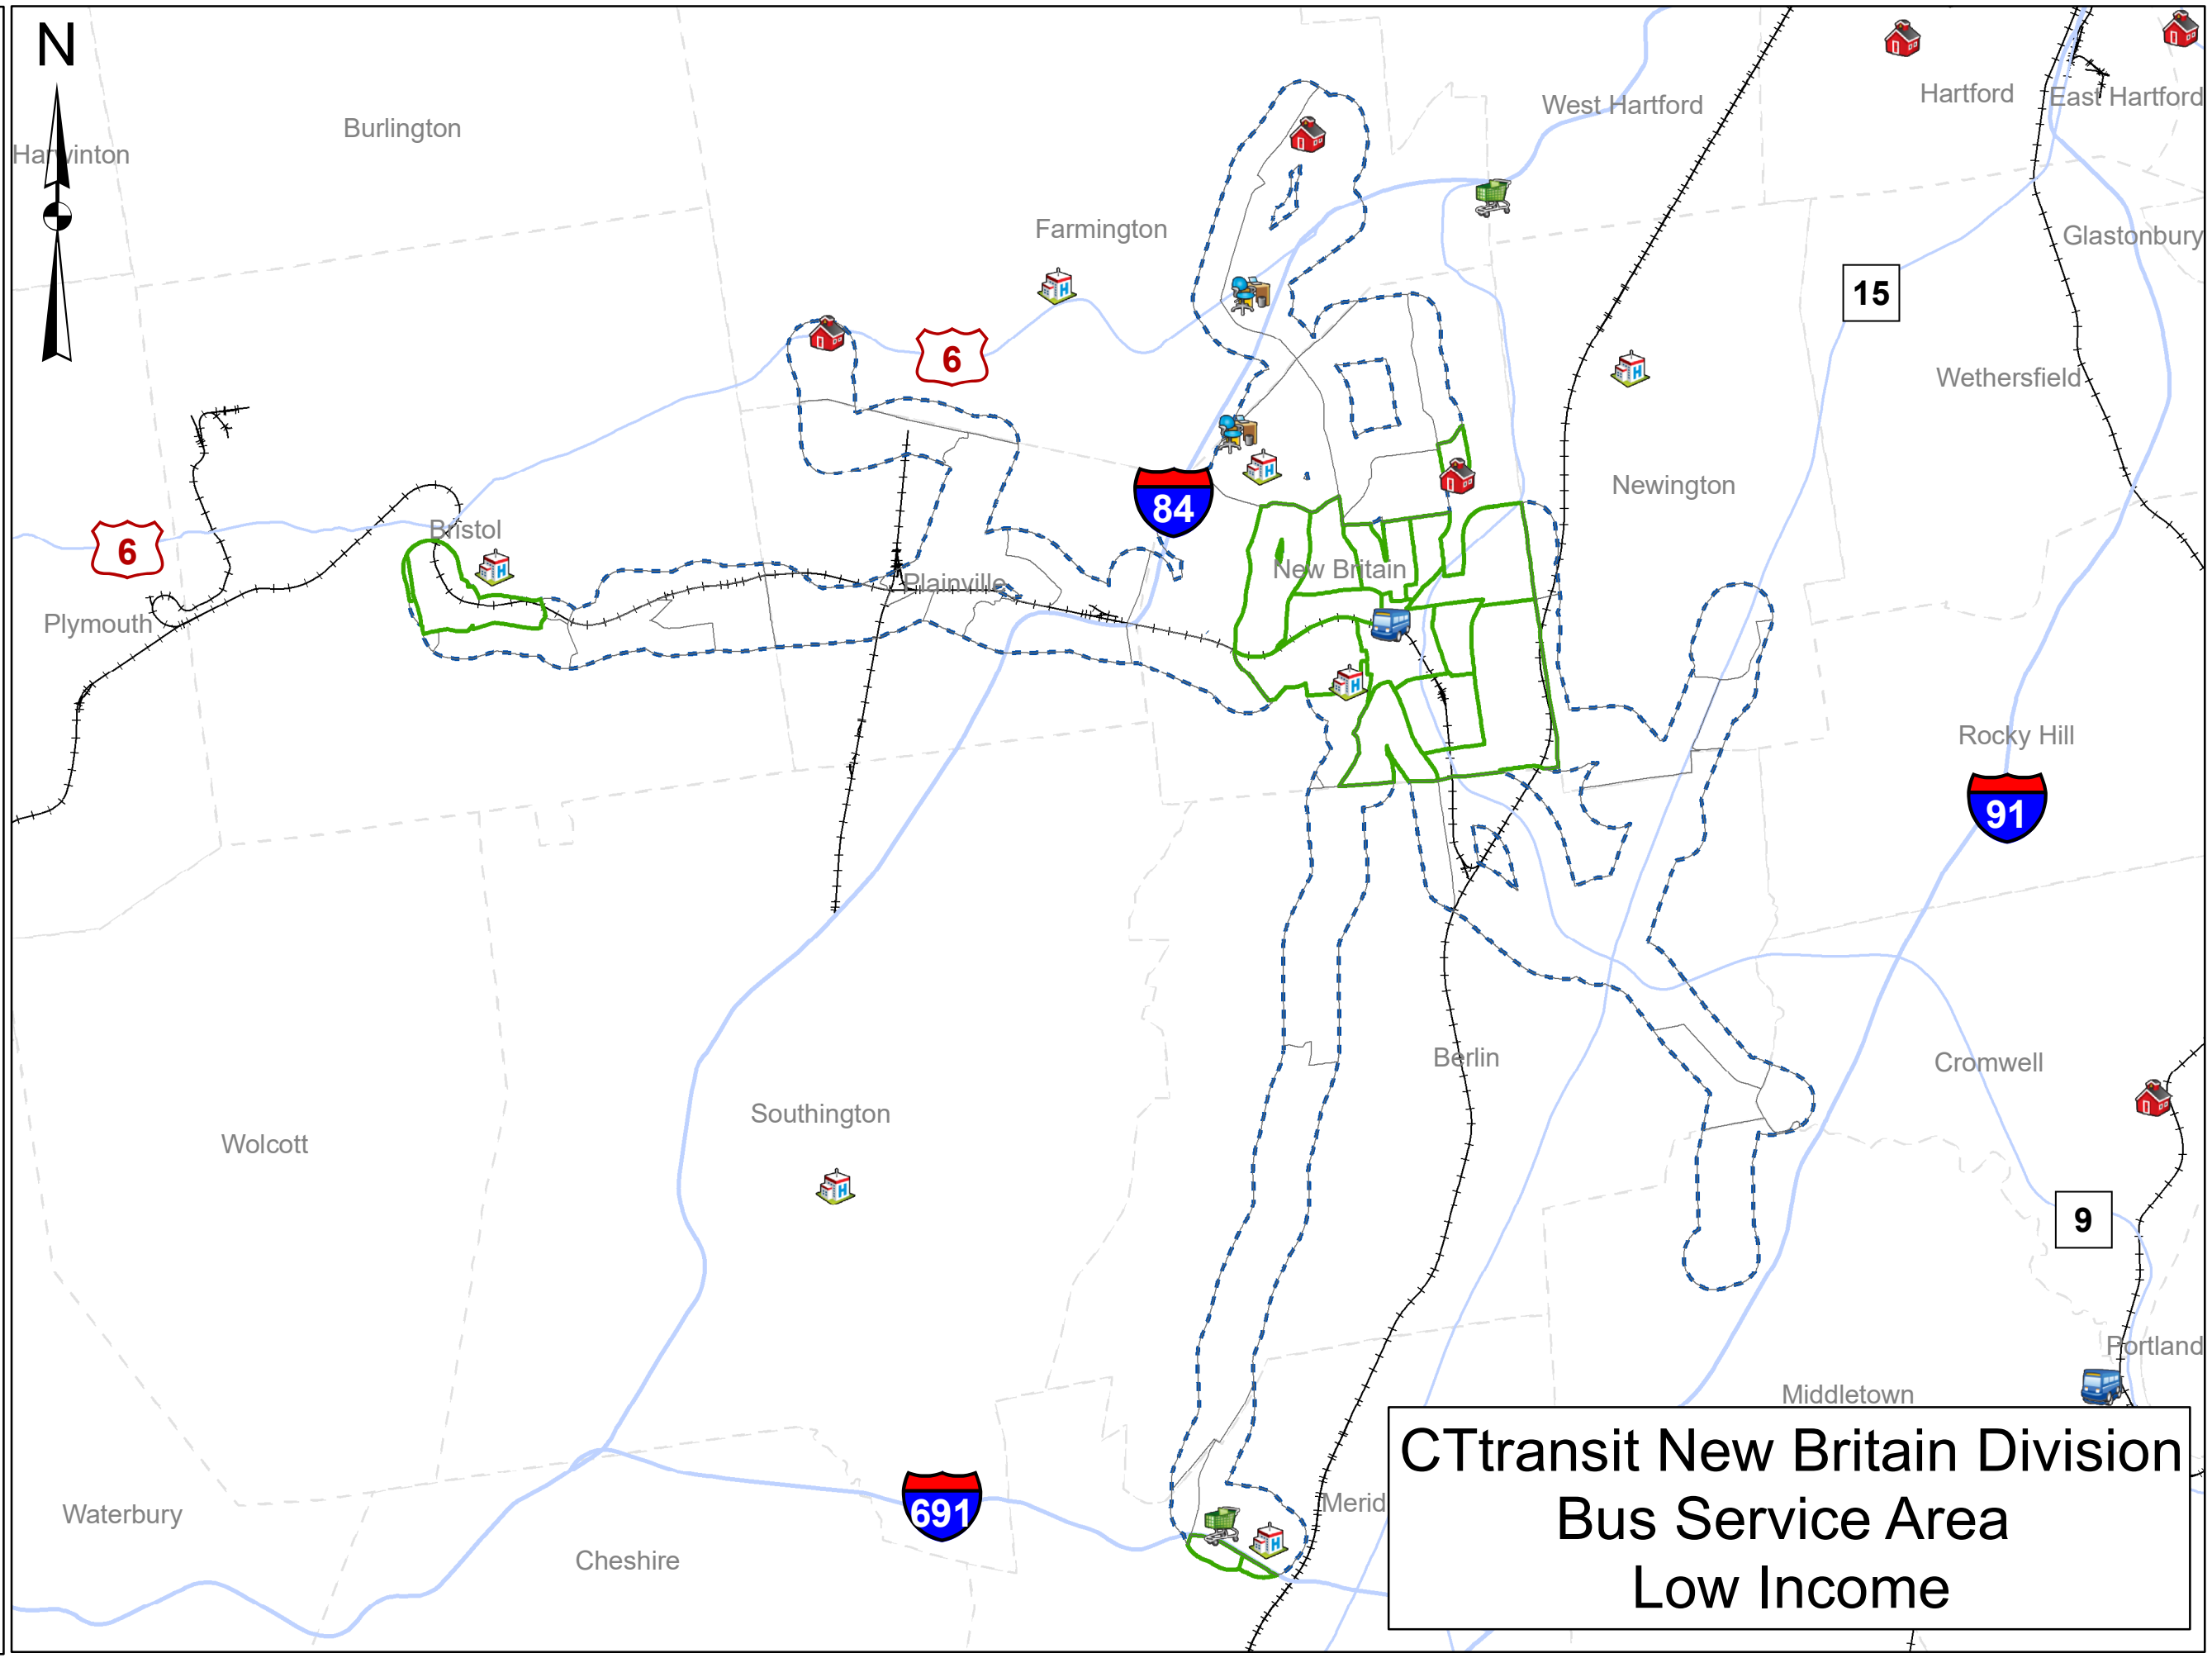 N
Burlington
Harwinton
West Hartford
Hartford
East Hartford
Farmington
Glastonbury
15
6
Wethersfield
Newington
84
Bristol
6
New Britain
Plainville
Plymouth
Rocky Hill
91
Berlin
Cromwell
Southington
Wolcott
9
Portland
Middletown
Merid
691
Waterbury
Cheshire
CTtransit New Britain Division
Bus Service Area
Low Income
H
H
H
H
H
H
H